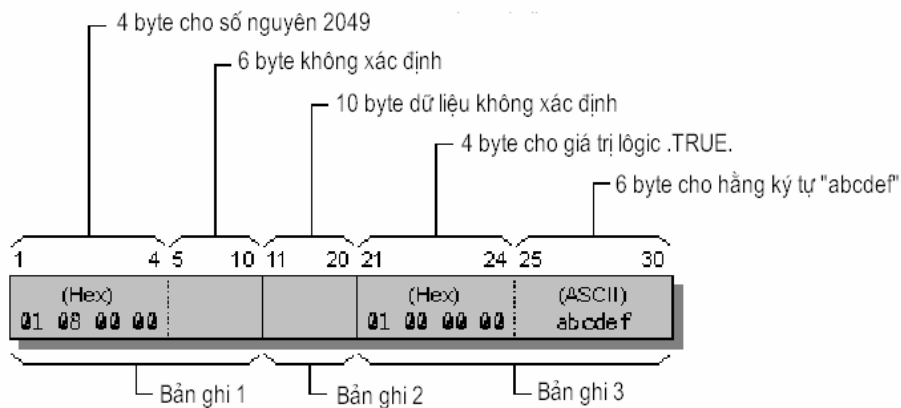 4 byte cho số nguyên 2049
6 byte không xác định
10 byte dữ liệu không xác định
4 byte cho giá trị lôgic .TRUE.
6 byte cho hằng ký tự "abcdef"
1 4 5 10 11 20 21 24 25 30
(Hex) (Hex) (ASCII)
01 08 00 00 01 00 00 00 abcdef
Bản ghi 1 Bản ghi 2 Bản ghi 3